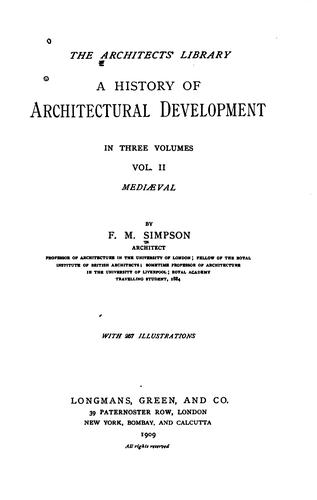 THE ARCHITECTS' LIBRARY
A HISTORY OF
ARCHITECTURAL DEVELOPMENT
IN THREE VOLUMES
VOL. II
MEDIÆVAL
BY
F. M. SIMPSON
ARCHITECT
PROFESSOR OF ARCHITECTURE IN THE UNIVERSITY OF LONDON; FELLOW OF THE ROYAL
INSTITUTE OF BRITISH ARCHITECTS; SOMETIME PROFESSOR OF ARCHITECTURE
IN THE UNIVERSITY OF LIVERPOOL; ROYAL ACADEMY
TRAVELLING STUDENT, 1884
WITH 267 ILLUSTRATIONS
LONGMANS, GREEN, AND CO.
39 PATERNOSTER ROW, LONDON
NEW YORK, BOMBAY, AND CALCUTTA
1909
All rights reserved